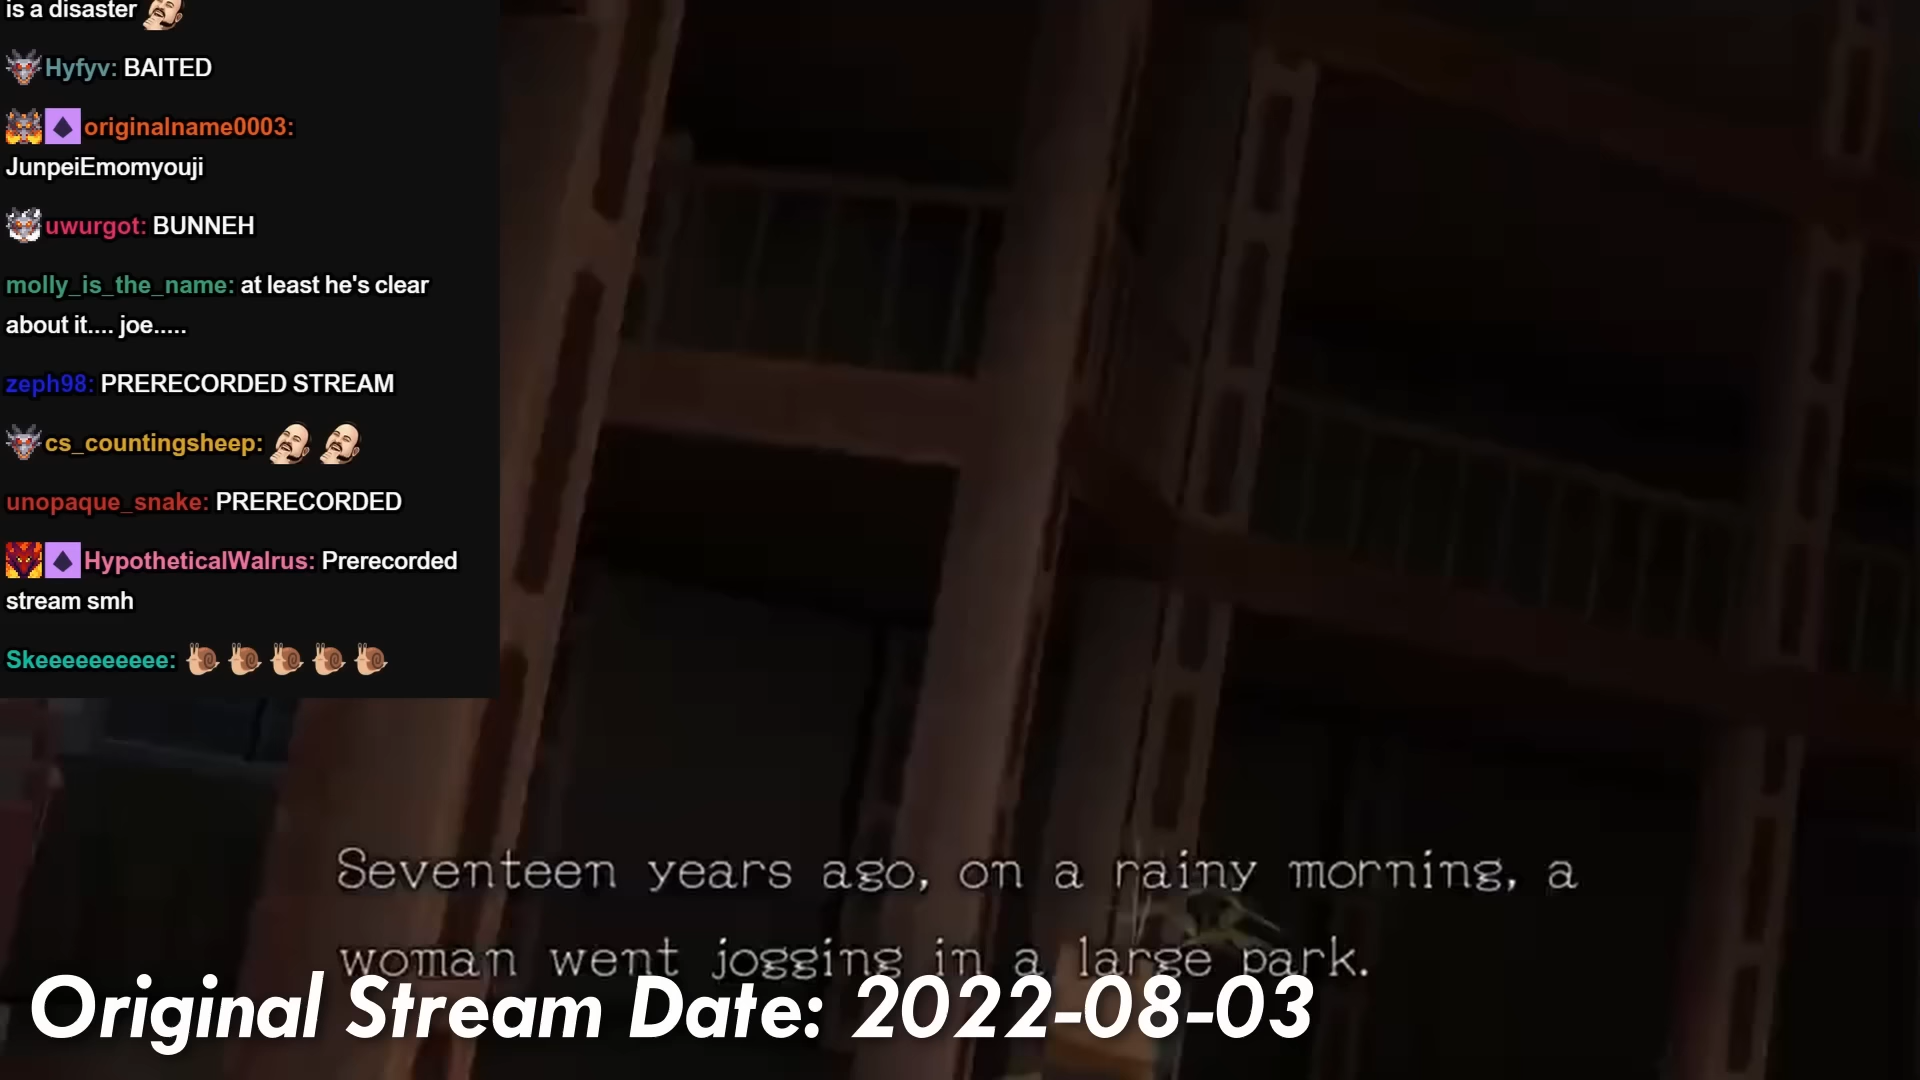 is a disaster
Hyfyv: BAITED
originalname0003:
JunpeiEmomyouji
uwurgot: BUNNEH
molly_is_the_name: at least he's clear
about it.... joe.....
zeph98: PRERECORDED STREAM
cs_countingsheep:
unopaque_snake: PRERECORDED
HypotheticalWalrus: Prerecorded
stream smh
Skeeeeeeeeee:
Seventeen years ago, on a rainy morning, a
woman went jogging in a large park.
Original Stream Date: 2022-08-03